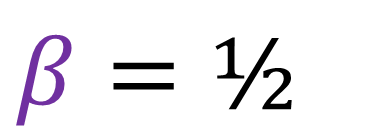 β = ½